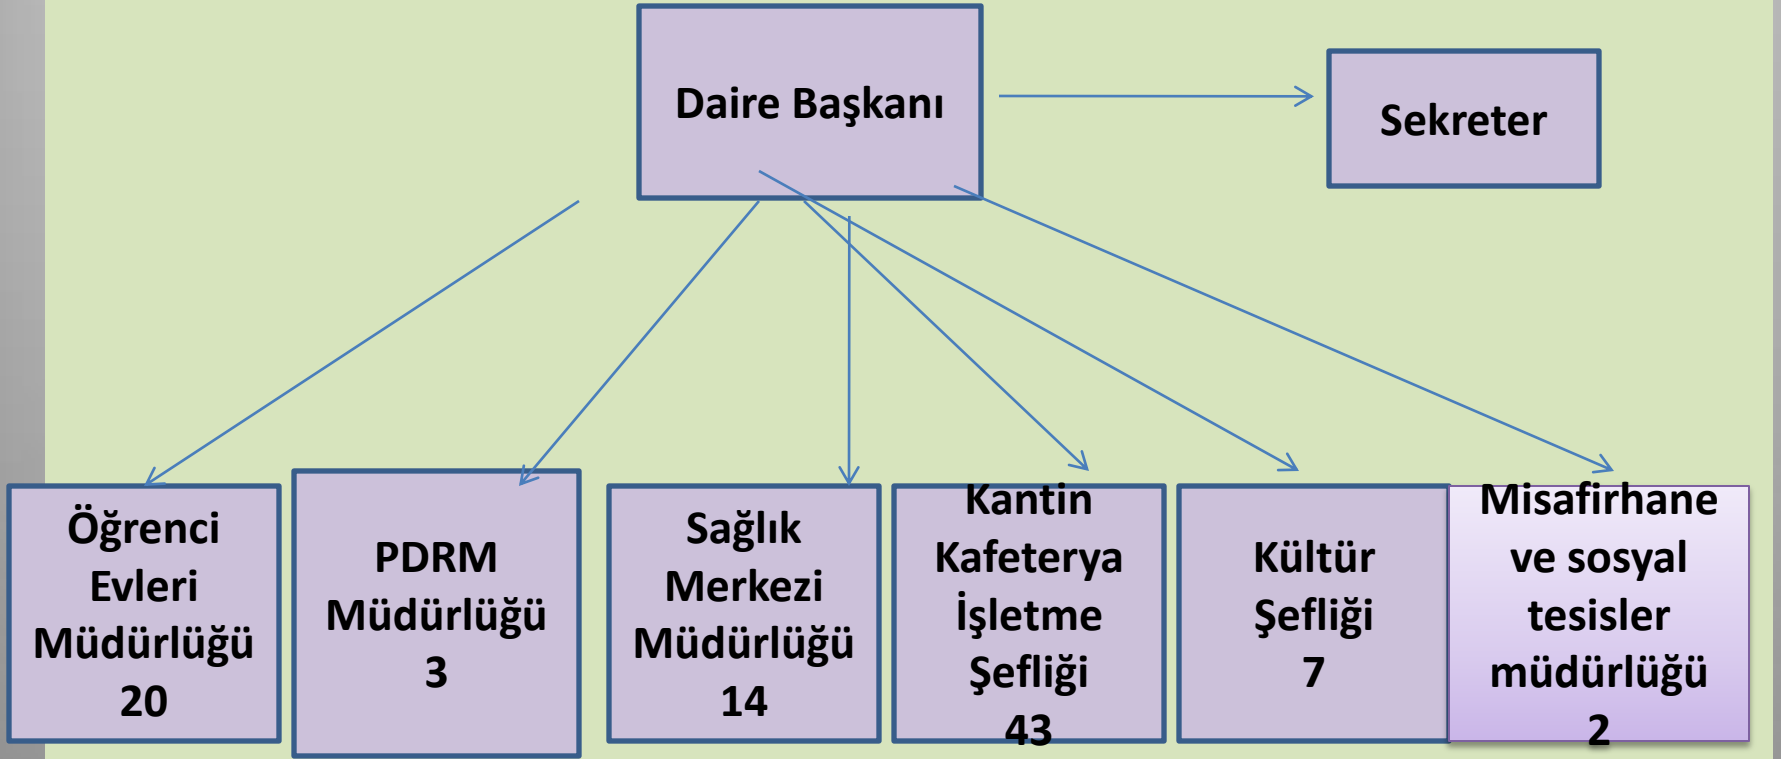 Daire Başkanı
Sekreter
Öğrenci
Evleri
Müdürlüğü
20
PDRM
Müdürlüğü
3
Sağlık
Merkezi
Müdürlüğü
14
Kantin
Kafeterya
İşletme
Şefliği
43
Kültür
Şefliği
7
Misafirhane
ve sosyal
tesisler
müdürlüğü
2